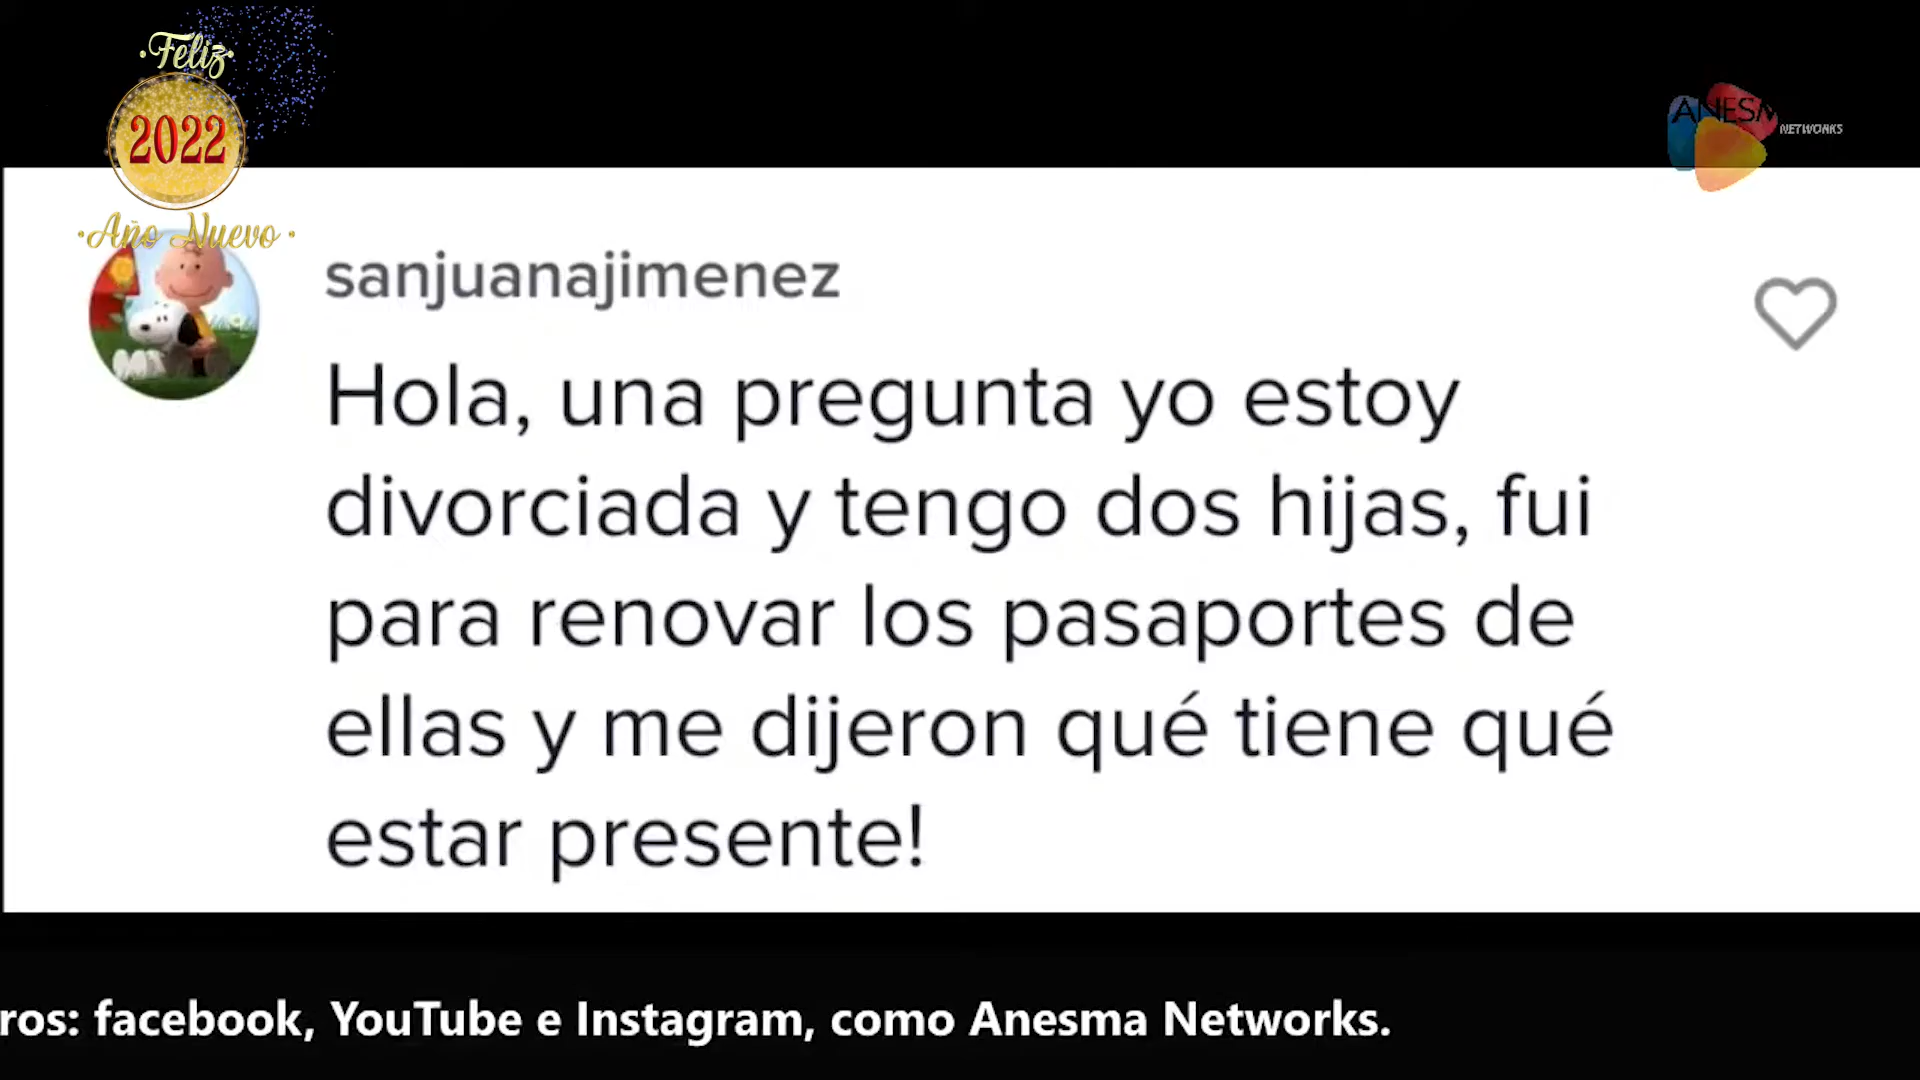 ·Feliz·
2022
·Año Nuevo·
ANESM
NETWORKS
sanjuanajimenez
Hola, una pregunta yo estoy
divorciada y tengo dos hijas, fui
para renovar los pasaportes de
ellas y me dijeron qué tiene qué
estar presente!
ros: facebook, YouTube e Instagram, como Anesma Networks.